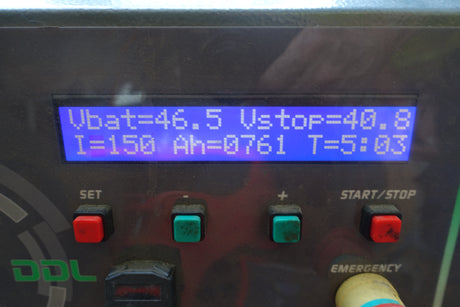 Vbat=46.5 Vstop=40.8
I=150 Ah=0761 T=5:03
SET - + START/STOP
DDL EMERGENCY